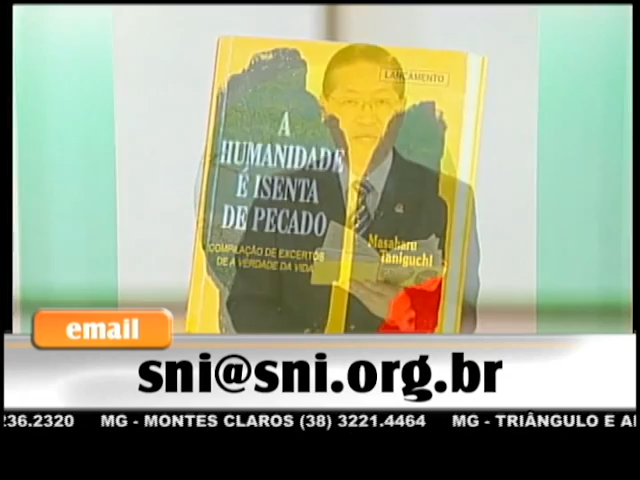 LANÇAMENTO
A
HUMANIDADE
É ISENTA
DE PECADO
COMPILAÇÃO DE EXCERTOS
DE A VERDADE DA VIDA
Masaharu
Taniguchi
email
sni@sni.org.br
236.2320 MG - MONTES CLAROS (38) 3221.4464 MG - TRIÂNGULO E